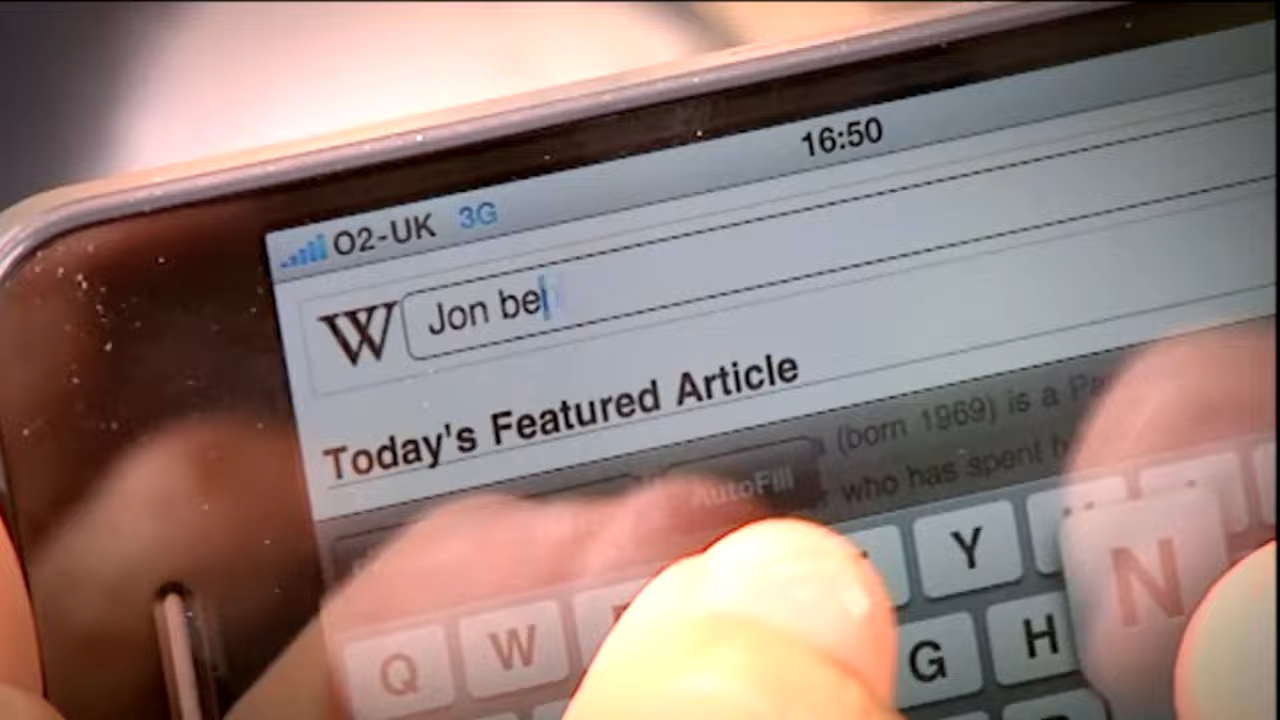 16:50
O2-UK 3G
W Jon be
Today's Featured Article
(born 1969) is a
AutoFill who has spent
Q W Y N
G H